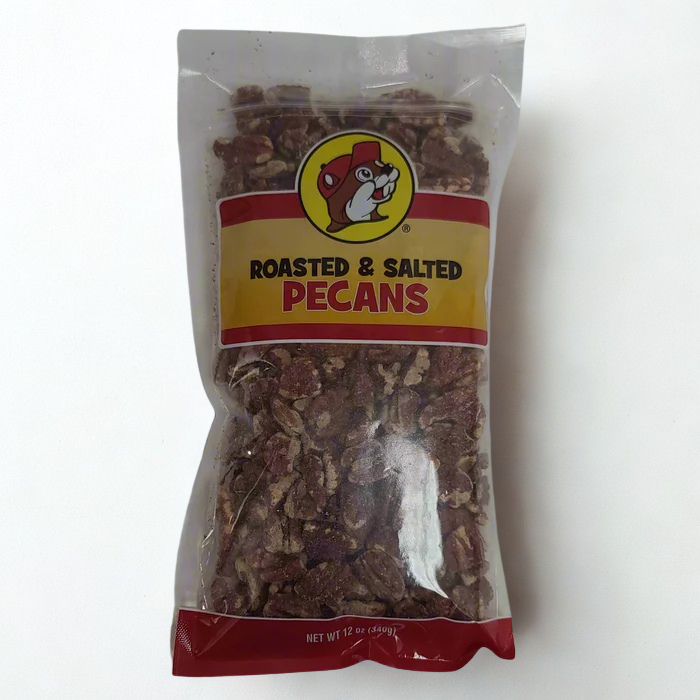 ®
ROASTED & SALTED
PECANS
NET WT 12 oz (340g)